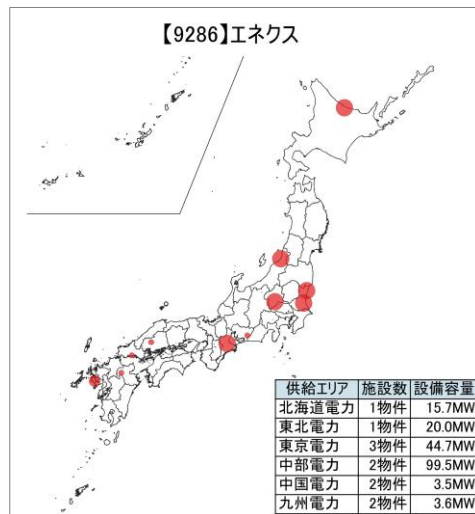 【9286】エネクス
供給エリア 施設数 設備容量
北海道電力 1物件 15.7MW
東北電力 1物件 20.0MW
東京電力 3物件 44.7MW
中部電力 2物件 99.5MW
中国電力 2物件 3.5MW
九州電力 2物件 3.6MW